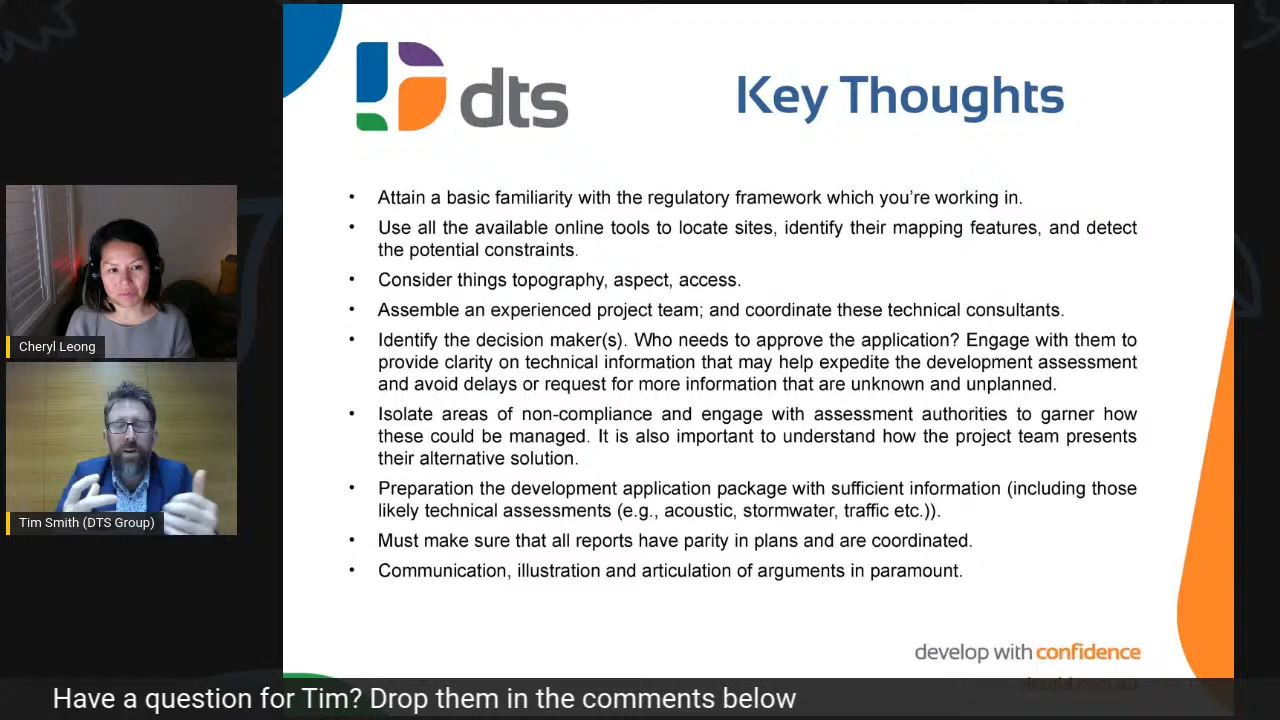 dts
Key Thoughts
• Attain a basic familiarity with the regulatory framework which you're working in.
• Use all the available online tools to locate sites, identify their mapping features, and detect
the potential constraints.
• Consider things topography, aspect, access.
• Assemble an experienced project team; and coordinate these technical consultants.
• Identify the decision maker(s). Who needs to approve the application? Engage with them to
provide clarity on technical information that may help expedite the development assessment
and avoid delays or request for more information that are unknown and unplanned.
• Isolate areas of non-compliance and engage with assessment authorities to garner how
these could be managed. It is also important to understand how the project team presents
their alternative solution.
• Preparation the development application package with sufficient information (including those
likely technical assessments (e.g., acoustic, stormwater, traffic etc.)).
• Must make sure that all reports have parity in plans and are coordinated.
• Communication, illustration and articulation of arguments in paramount.
Cheryl Leong
Tim Smith (DTS Group)
develop with confidence
Have a question for Tim? Drop them in the comments below